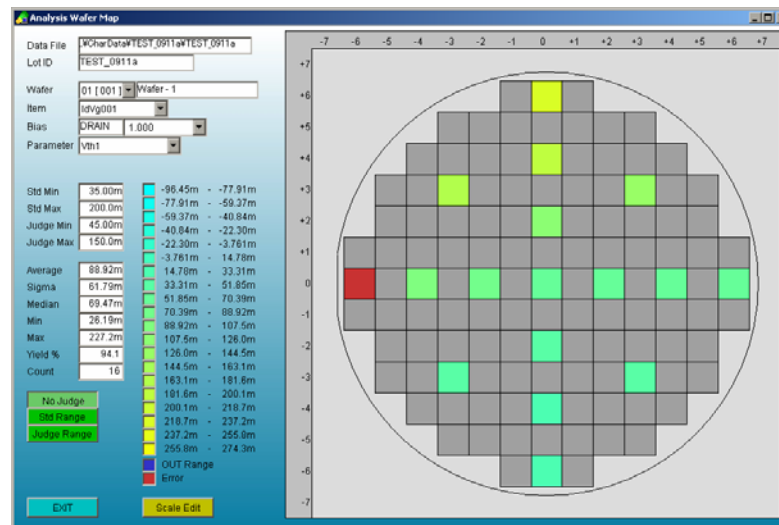 Analysis Wafer Map
Data File .¥CharData¥TEST_0911a¥TEST_0911a
Lot ID TEST_0911a
Wafer 01 [ 001 ] Wafer - 1
Item IdVg001
Bias DRAIN 1.000
Parameter Vth1
Std Min 35.00m
Std Max 200.0m
Judge Min 45.00m
Judge Max 150.0m
Average 88.92m
Sigma 61.79m
Median 69.47m
Min 26.19m
Max 227.2m
Yield % 94.1
Count 16
No Judge
Std Range
Judge Range
EXIT
-96.45m - -77.91m
-77.91m - -59.37m
-59.37m - -40.84m
-40.84m - -22.30m
-22.30m - -3.761m
-3.761m - 14.78m
14.78m - 33.31m
33.31m - 51.85m
51.85m - 70.39m
70.39m - 88.92m
88.92m - 107.5m
107.5m - 126.0m
126.0m - 144.5m
144.5m - 163.1m
163.1m - 181.6m
181.6m - 200.1m
200.1m - 218.7m
218.7m - 237.2m
237.2m - 255.8m
255.8m - 274.3m
OUT Range
Error
Scale Edit
-7 -6 -5 -4 -3 -2 -1 0 +1 +2 +3 +4 +5 +6 +7
+7
+6
+5
+4
+3
+2
+1
0
-1
-2
-3
-4
-5
-6
-7